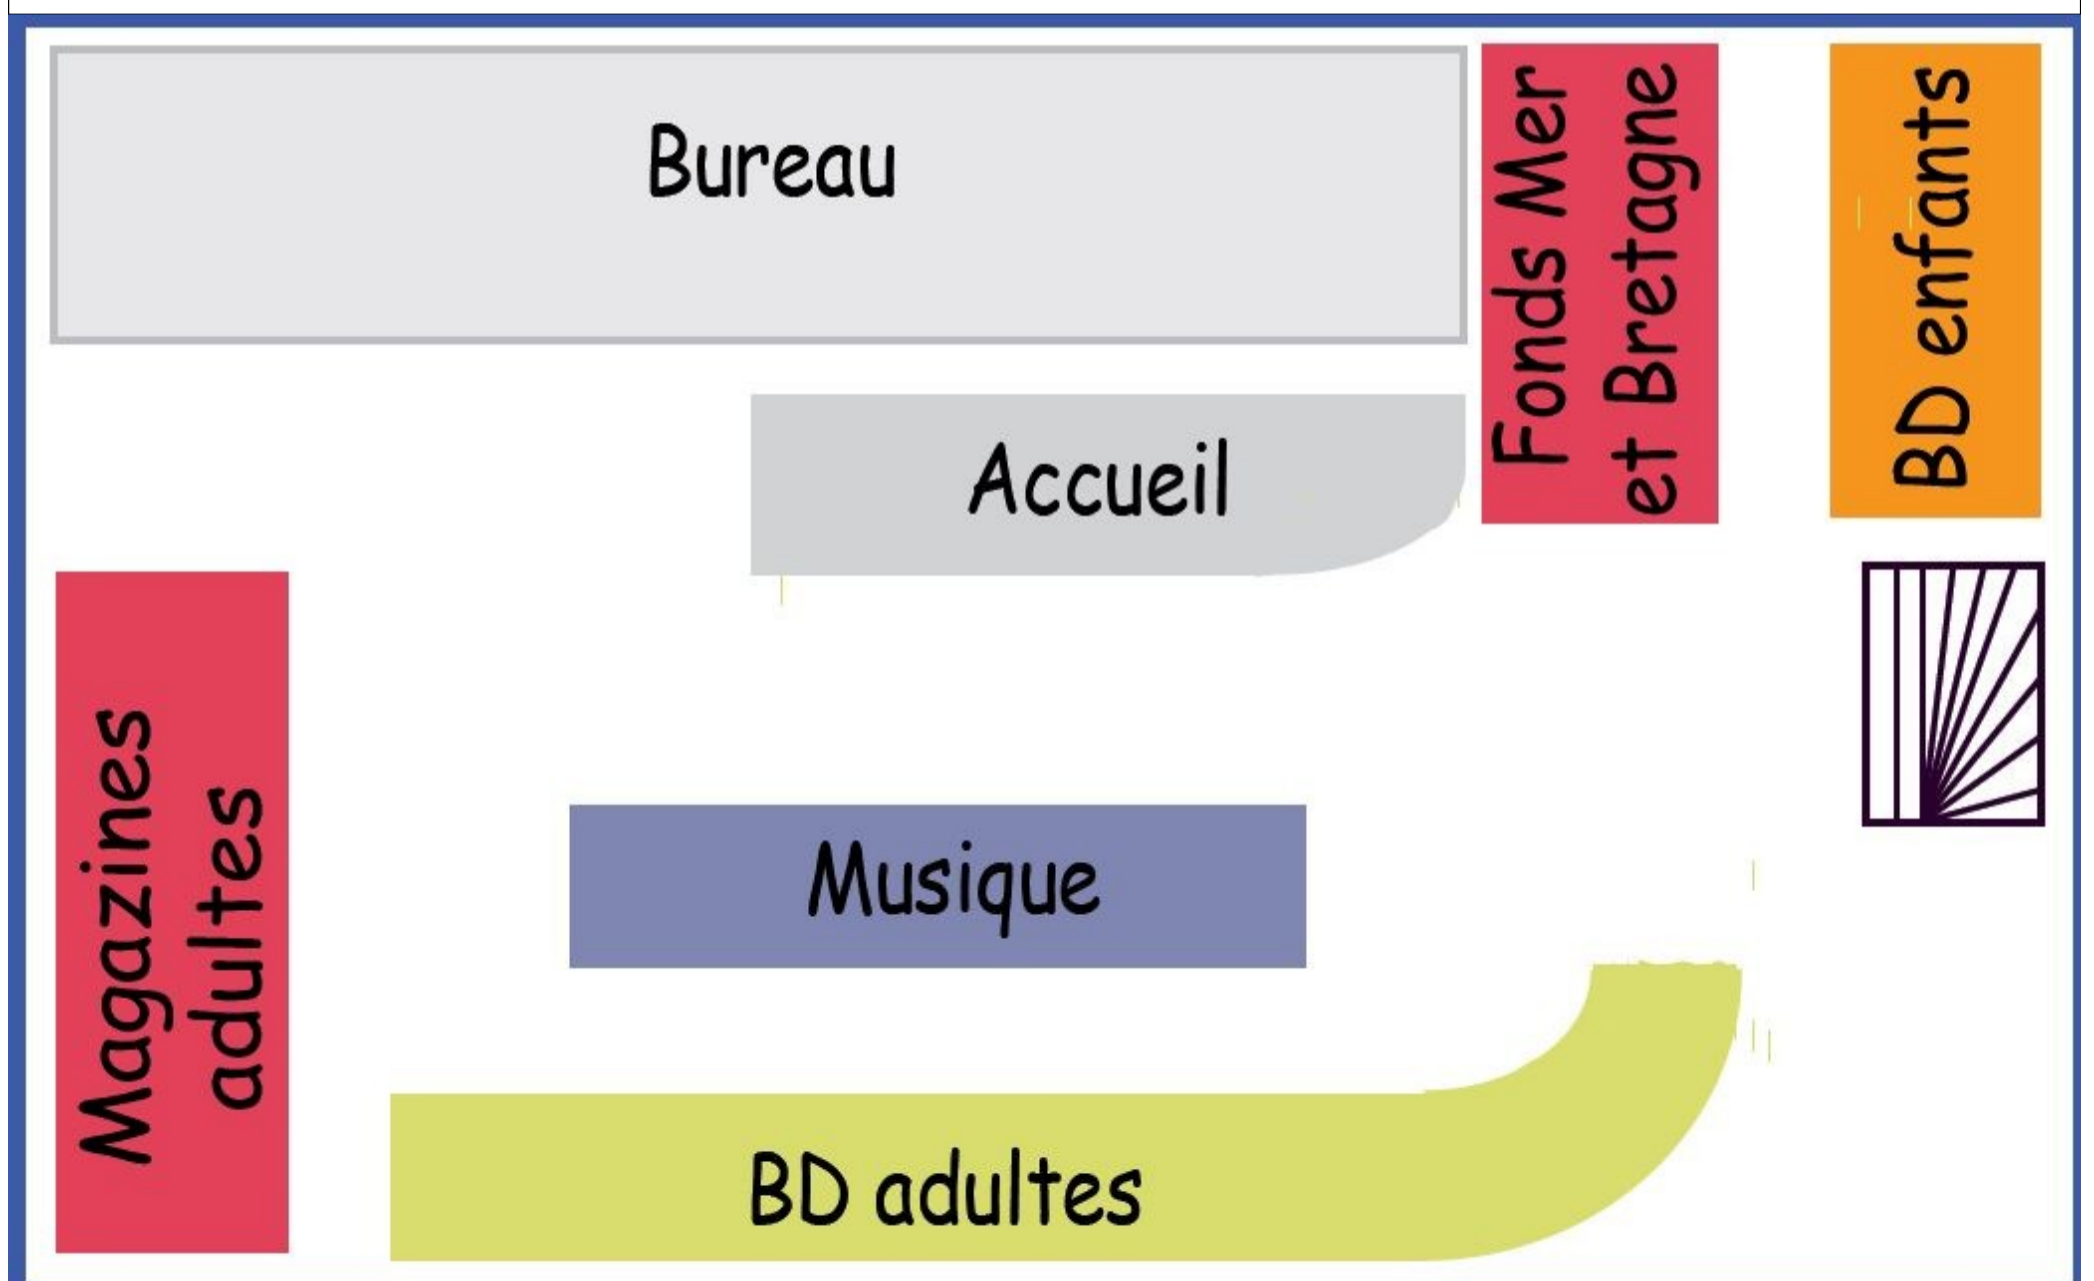 Bureau
Fonds Mer
et Bretagne
BD enfants
Accueil
Magazines
adultes
Musique
BD adultes